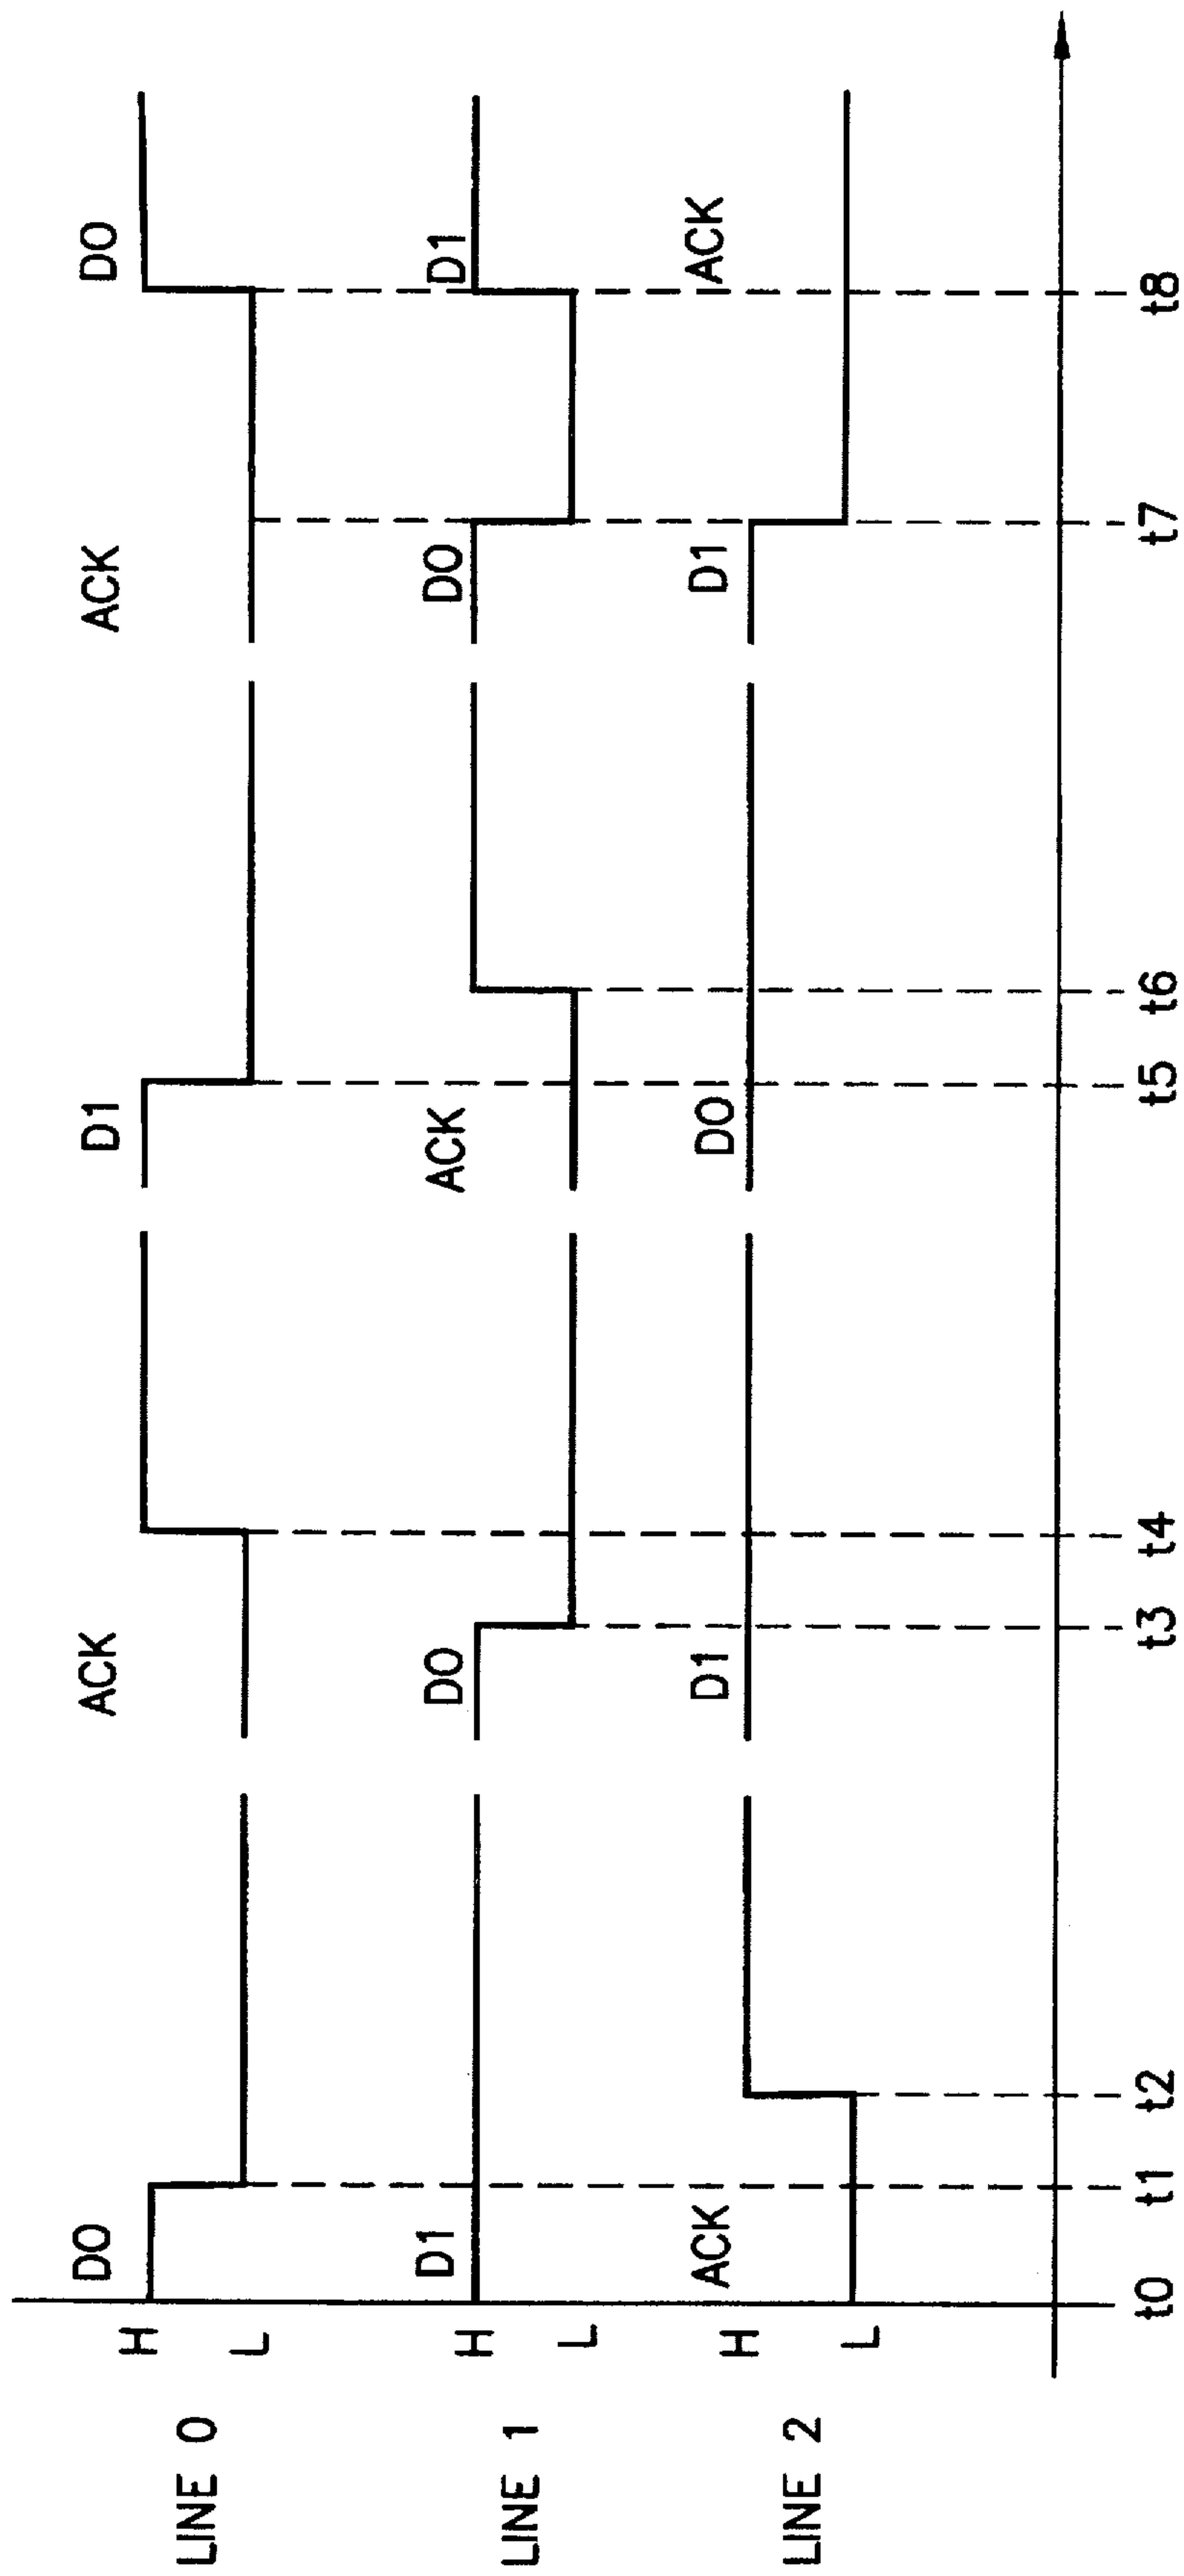 LINE 0
H
L
D0
ACK
D1
ACK
D0
LINE 1
H
L
D1
D0
ACK
D0
D1
LINE 2
H
L
ACK
D1
D0
D1
ACK
t0 t1 t2 t3 t4 t5 t6 t7 t8